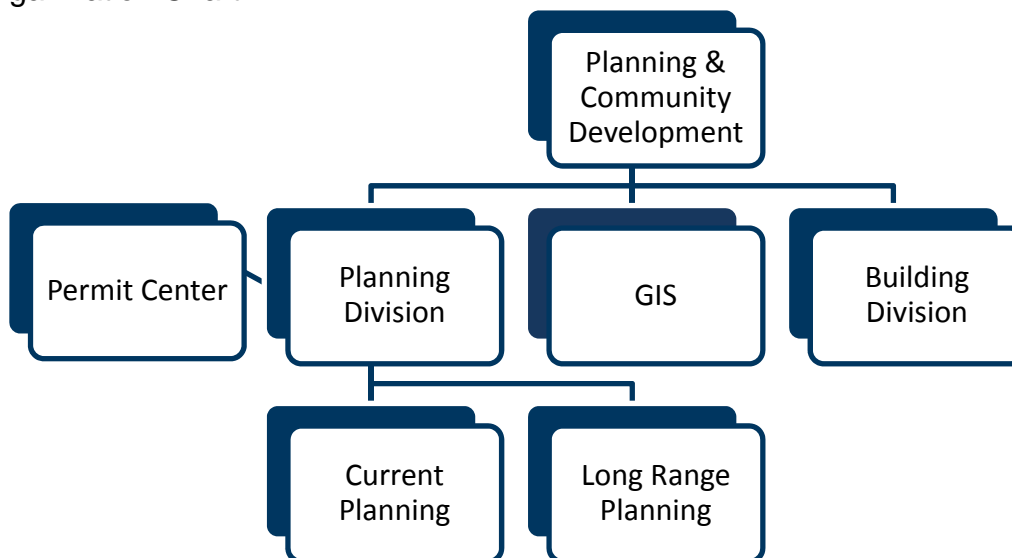 Planning &
Community
Development
Permit Center
Planning
Division
GIS
Building
Division
Current
Planning
Long Range
Planning